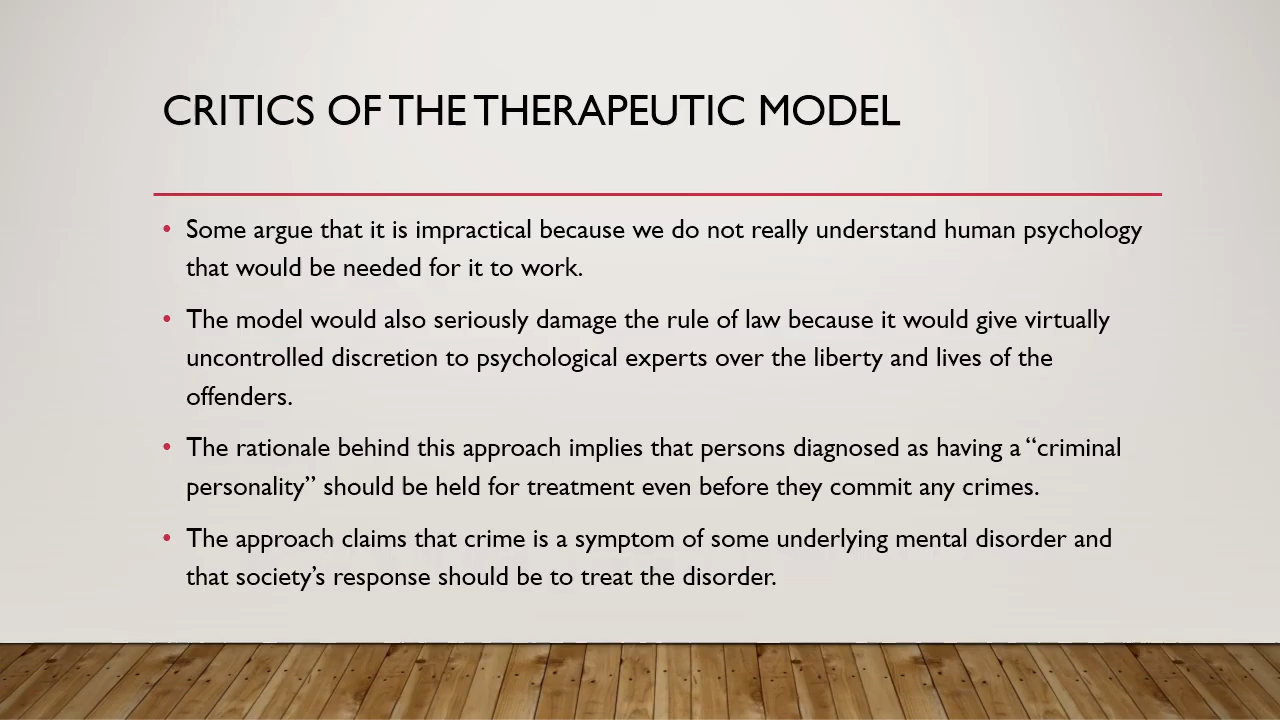 CRITICS OF THE THERAPEUTIC MODEL
• Some argue that it is impractical because we do not really understand human psychology
that would be needed for it to work.
• The model would also seriously damage the rule of law because it would give virtually
uncontrolled discretion to psychological experts over the liberty and lives of the
offenders.
• The rationale behind this approach implies that persons diagnosed as having a “criminal
personality” should be held for treatment even before they commit any crimes.
• The approach claims that crime is a symptom of some underlying mental disorder and
that society’s response should be to treat the disorder.